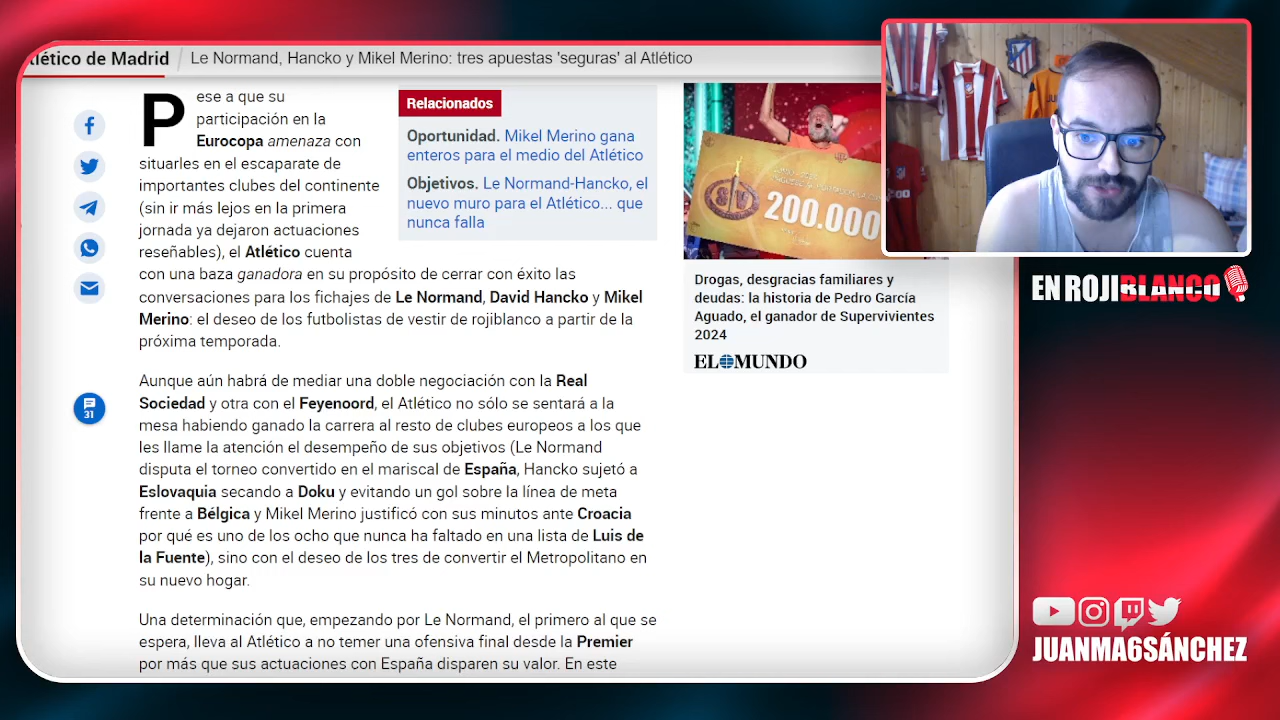 tlético de Madrid
Le Normand, Hancko y Mikel Merino: tres apuestas 'seguras' al Atlético
Pese a que su
participación en la
Eurocopa amenaza con
situarles en el escaparate de
importantes clubes del continente
(sin ir más lejos en la primera
jornada ya dejaron actuaciones
reseñables), el Atlético cuenta
con una baza ganadora en su propósito de cerrar con éxito las
conversaciones para los fichajes de Le Normand, David Hancko y Mikel
Merino: el deseo de los futbolistas de vestir de rojiblanco a partir de la
próxima temporada.
Relacionados
Oportunidad. Mikel Merino gana
enteros para el medio del Atlético
Objetivos. Le Normand-Hancko, el
nuevo muro para el Atlético... que
nunca falla
31
Aunque aún habrá de mediar una doble negociación con la Real
Sociedad y otra con el Feyenoord, el Atlético no sólo se sentará a la
mesa habiendo ganado la carrera al resto de clubes europeos a los que
les llame la atención el desempeño de sus objetivos (Le Normand
disputa el torneo convertido en el mariscal de España, Hancko sujetó a
Eslovaquia secando a Doku y evitando un gol sobre la línea de meta
frente a Bélgica y Mikel Merino justificó con sus minutos ante Croacia
por qué es uno de los ocho que nunca ha faltado en una lista de Luis de
la Fuente), sino con el deseo de los tres de convertir el Metropolitano en
su nuevo hogar.
Una determinación que, empezando por Le Normand, el primero al que se
espera, lleva al Atlético a no temer una ofensiva final desde la Premier
por más que sus actuaciones con España disparen su valor. En este
200.000
Drogas, desgracias familiares y
deudas: la historia de Pedro García
Aguado, el ganador de Supervivientes
2024
EL MUNDO
EN ROJIBLANCO
JUANMA6SÁNCHEZ